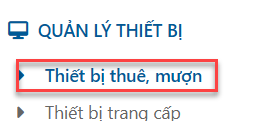 QUẢN LÝ THIẾT BỊ
Thiết bị thuê, mượn
Thiết bị trang cấp